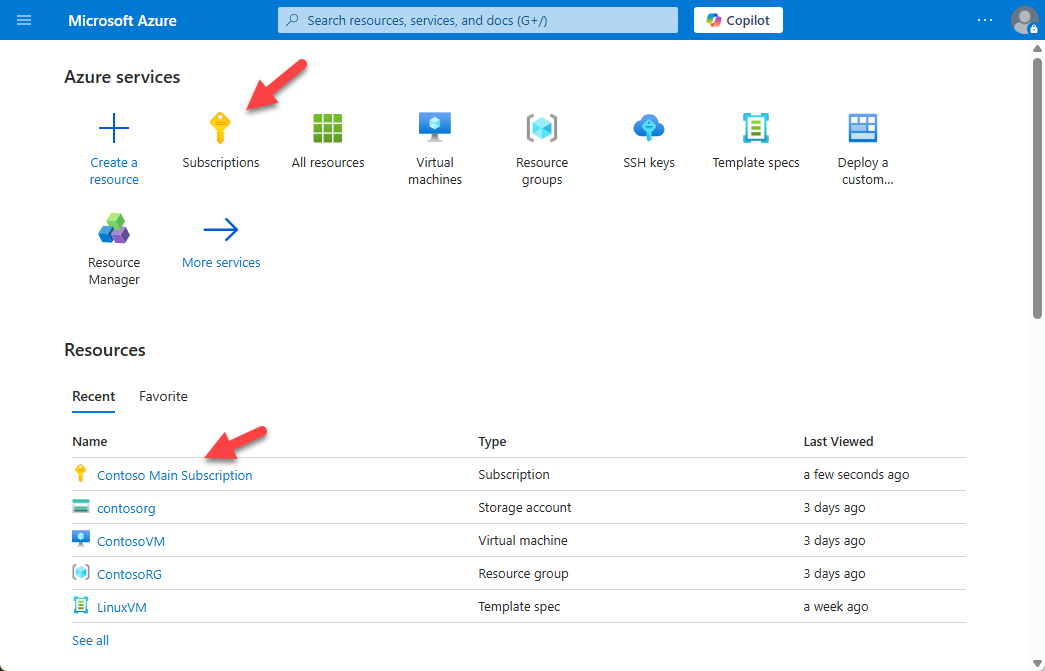 Microsoft Azure
Search resources, services, and docs (G+/)
Copilot
...
Azure services
Create a resource
Subscriptions
All resources
Virtual machines
Resource groups
SSH keys
Template specs
Deploy a custom...
Resource Manager
More services
Resources
Recent Favorite
Name Type Last Viewed
Contoso Main Subscription Subscription a few seconds ago
contosorg Storage account 3 days ago
ContosoVM Virtual machine 3 days ago
ContosoRG Resource group 3 days ago
LinuxVM Template spec a week ago
See all